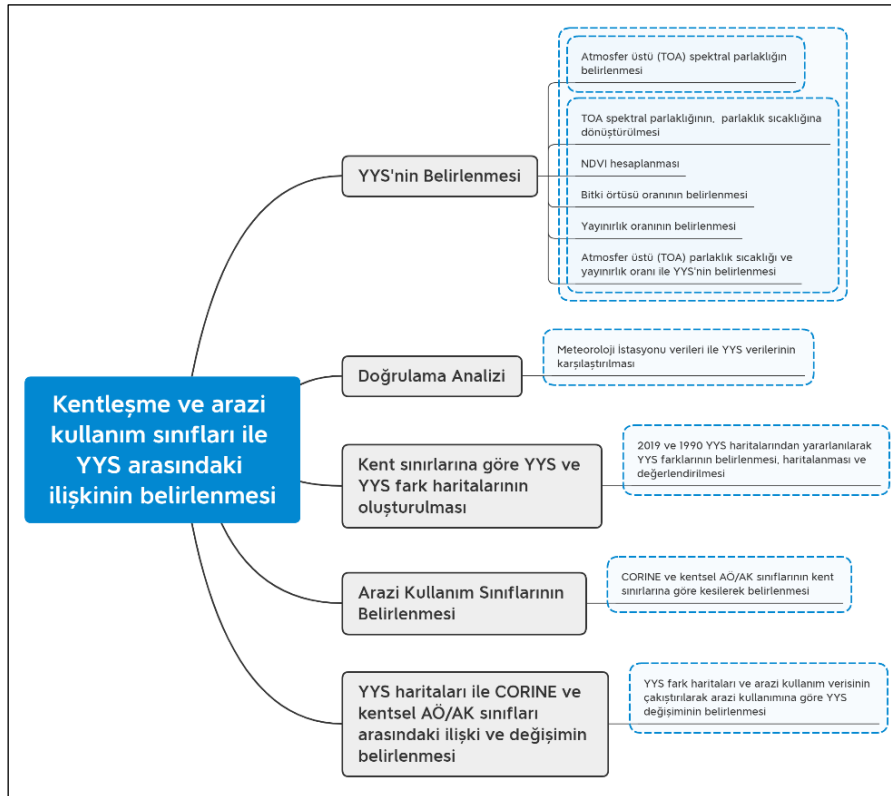 Kentleşme ve arazi
kullanım sınıfları ile
YYS arasındaki
ilişkinin belirlenmesi
YYS'nin Belirlenmesi
Atmosfer üstü (TOA) spektral parlaklığın
belirlenmesi
TOA spektral parlaklığının, parlaklık sıcaklığına
dönüştürülmesi
NDVI hesaplanması
Bitki örtüsü oranının belirlenmesi
Yayınırlık oranının belirlenmesi
Atmosfer üstü (TOA) parlaklık sıcaklığı ve
yayınırlık oranı ile YYS'nin belirlenmesi
Doğrulama Analizi
Meteoroloji İstasyonu verileri ile YYS verilerinin
karşılaştırılması
Kent sınırlarına göre YYS ve
YYS fark haritalarının
oluşturulması
2019 ve 1990 YYS haritalarından yararlanılarak
YYS farklarının belirlenmesi, haritalanması ve
değerlendirilmesi
Arazi Kullanım Sınıflarının
Belirlenmesi
CORINE ve kentsel AÖ/AK sınıflarının kent
sınırlarına göre kesilerek belirlenmesi
YYS haritaları ile CORINE ve
kentsel AÖ/AK sınıfları
arasındaki ilişki ve değişimin
belirlenmesi
YYS fark haritaları ve arazi kullanım verisinin
çakıştırılarak arazi kullanımına göre YYS
değişiminin belirlenmesi